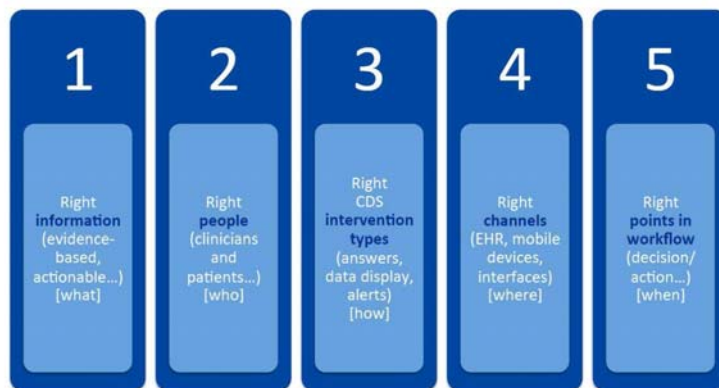 1
Right
information
(evidence-
based,
actionable...)
[what]
2
Right
people
(clinicians
and
patients...)
[who]
3
Right
CDS
intervention
types
(answers,
data display,
alerts)
[how]
4
Right
channels
(EHR, mobile
devices,
interfaces)
[where]
5
Right
points in
workflow
(decision/
action...)
[when]